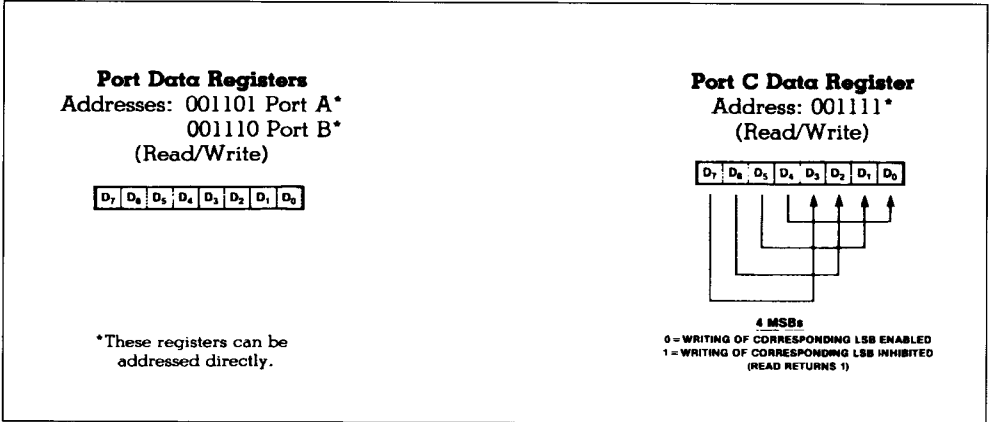 Port Data Registers
Addresses: 001101 Port A*
001110 Port B*
(Read/Write)
D7 D6 D5 D4 D3 D2 D1 D0
*These registers can be
addressed directly.
Port C Data Register
Address: 001111*
(Read/Write)
D7 D6 D5 D4 D3 D2 D1 D0
4 MSBs
0 = WRITING OF CORRESPONDING LSB ENABLED
1 = WRITING OF CORRESPONDING LSB INHIBITED
(READ RETURNS 1)